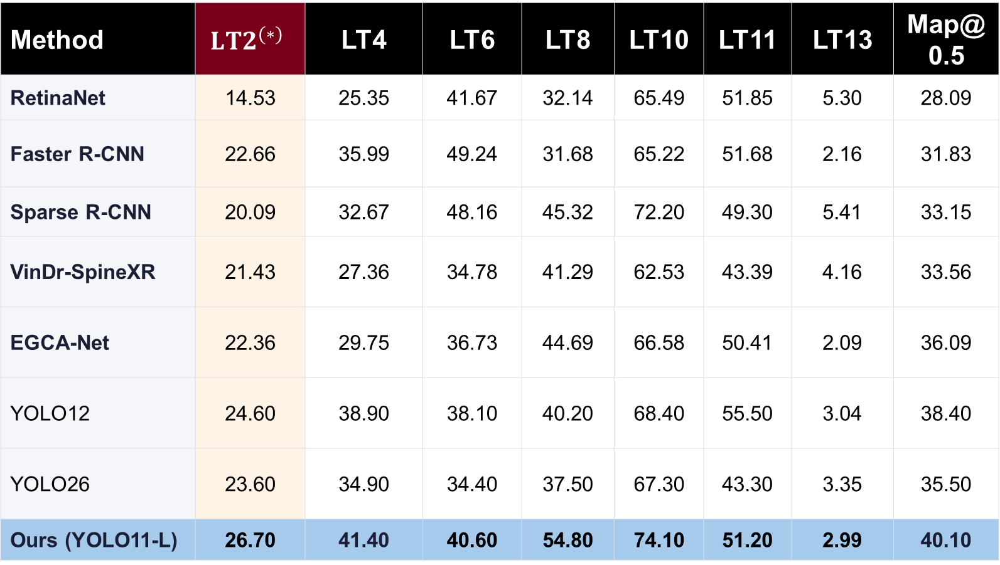 Method LT2(*) LT4 LT6 LT8 LT10 LT11 LT13 Map@
0.5
RetinaNet 14.53 25.35 41.67 32.14 65.49 51.85 5.30 28.09
Faster R-CNN 22.66 35.99 49.24 31.68 65.22 51.68 2.16 31.83
Sparse R-CNN 20.09 32.67 48.16 45.32 72.20 49.30 5.41 33.15
VinDr-SpineXR 21.43 27.36 34.78 41.29 62.53 43.39 4.16 33.56
EGCA-Net 22.36 29.75 36.73 44.69 66.58 50.41 2.09 36.09
YOLO12 24.60 38.90 38.10 40.20 68.40 55.50 3.04 38.40
YOLO26 23.60 34.90 34.40 37.50 67.30 43.30 3.35 35.50
Ours (YOLO11-L) 26.70 41.40 40.60 54.80 74.10 51.20 2.99 40.10